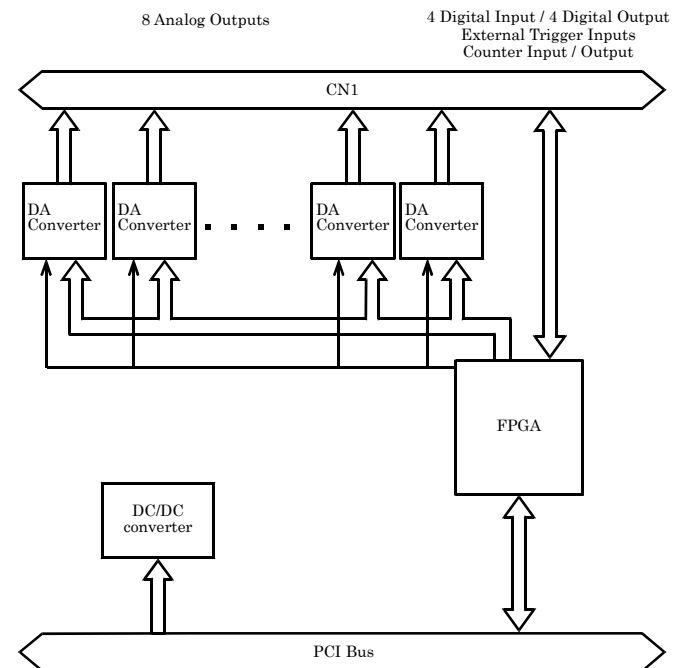 8 Analog Outputs
4 Digital Input / 4 Digital Output
External Trigger Inputs
Counter Input / Output
CN1
DA
Converter
DA
Converter
DA
Converter
DA
Converter
FPGA
DC/DC
converter
PCI Bus